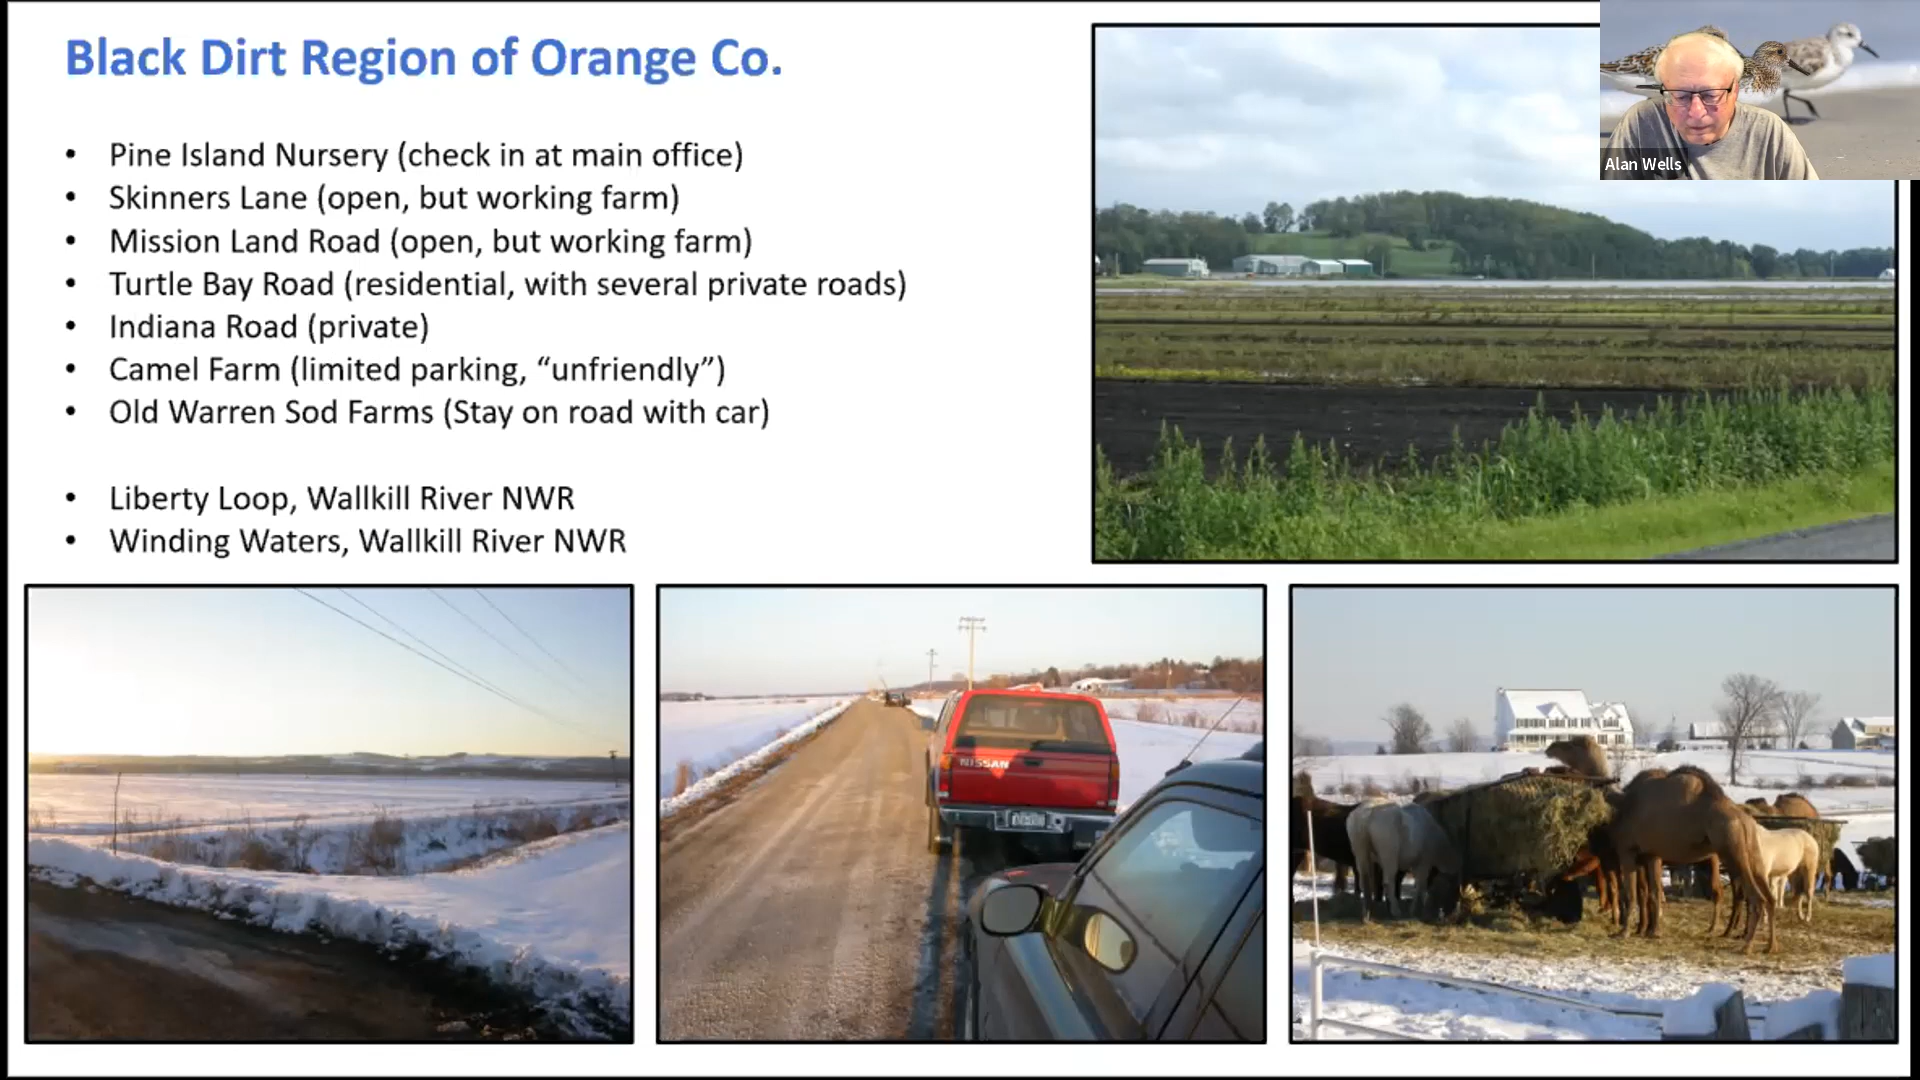 Black Dirt Region of Orange Co.
• Pine Island Nursery (check in at main office)
• Skinners Lane (open, but working farm)
• Mission Land Road (open, but working farm)
• Turtle Bay Road (residential, with several private roads)
• Indiana Road (private)
• Camel Farm (limited parking, “unfriendly”)
• Old Warren Sod Farms (Stay on road with car)
• Liberty Loop, Wallkill River NWR
• Winding Waters, Wallkill River NWR
Alan Wells
NISSAN